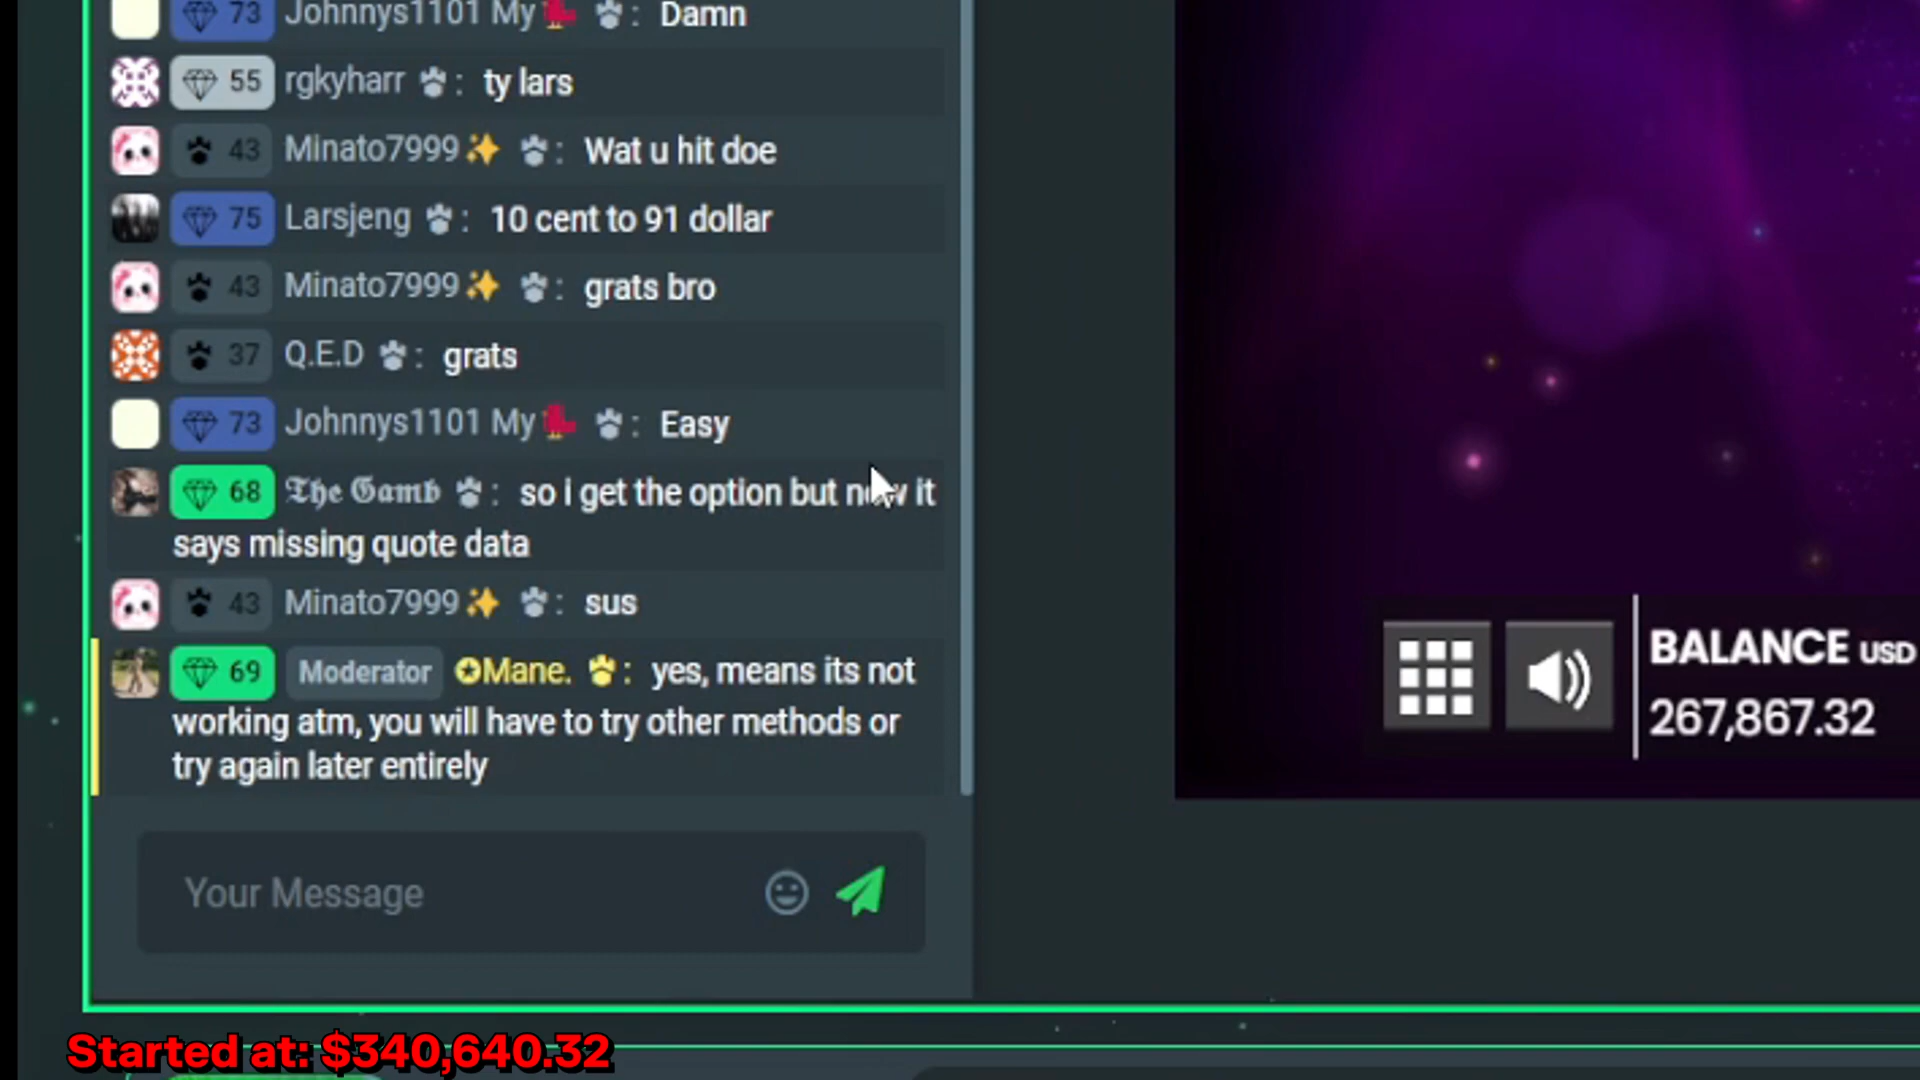 73 Johnnys1101 My : Damn
55 rgkyharr : ty lars
43 Minato7999✨ : Wat u hit doe
75 Larsjeng : 10 cent to 91 dollar
43 Minato7999✨ : grats bro
37 Q.E.D : grats
73 Johnnys1101 My : Easy
68 𝕿𝖍𝖊 𝕲𝖆𝖒𝖇 : so i get the option but now it
says missing quote data
43 Minato7999✨ : sus
69 Moderator ✪Mane. : yes, means its not
working atm, you will have to try other methods or
try again later entirely
Your Message
BALANCE USD
267,867.32
Started at: $340,640.32